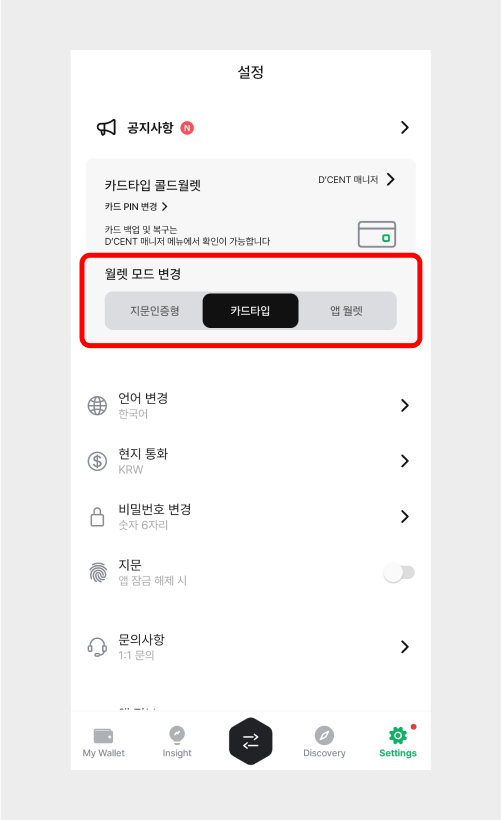 설정
공지사항 N
카드타입 콜드월렛
D'CENT 매니저
카드 PIN 변경
카드 백업 및 복구는
D'CENT 매니저 메뉴에서 확인이 가능합니다
월렛 모드 변경
지문인증형 카드타입 앱 월렛
언어 변경
한국어
현지 통화
KRW
비밀번호 변경
숫자 6자리
지문
앱 잠금 해제 시
문의사항
1:1 문의
My Wallet Insight Discovery Settings